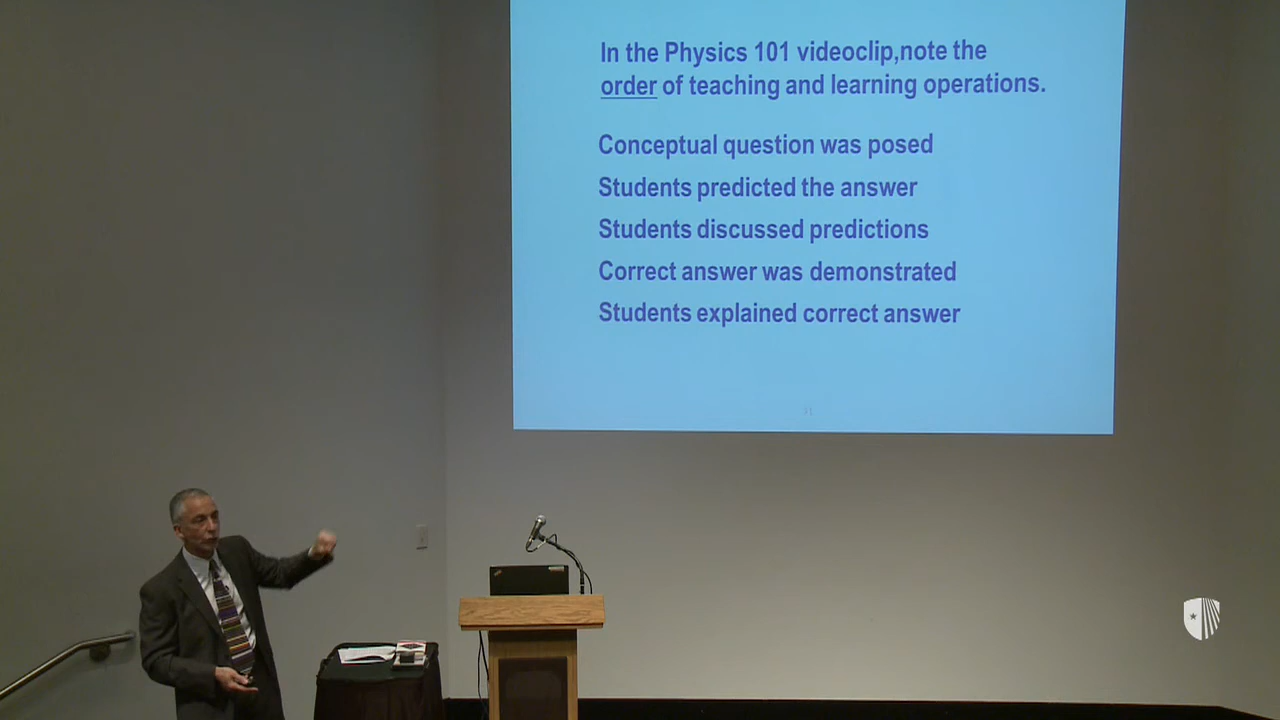 In the Physics 101 videoclip,note the
order of teaching and learning operations.
Conceptual question was posed
Students predicted the answer
Students discussed predictions
Correct answer was demonstrated
Students explained correct answer